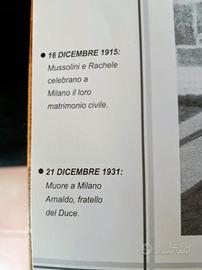 16 DICEMBRE 1915:
Mussolini e Rachele
celebrano a
Milano il loro
matrimonio civile.
21 DICEMBRE 1931:
Muore a Milano
Arnaldo, fratello
del Duce.
subito